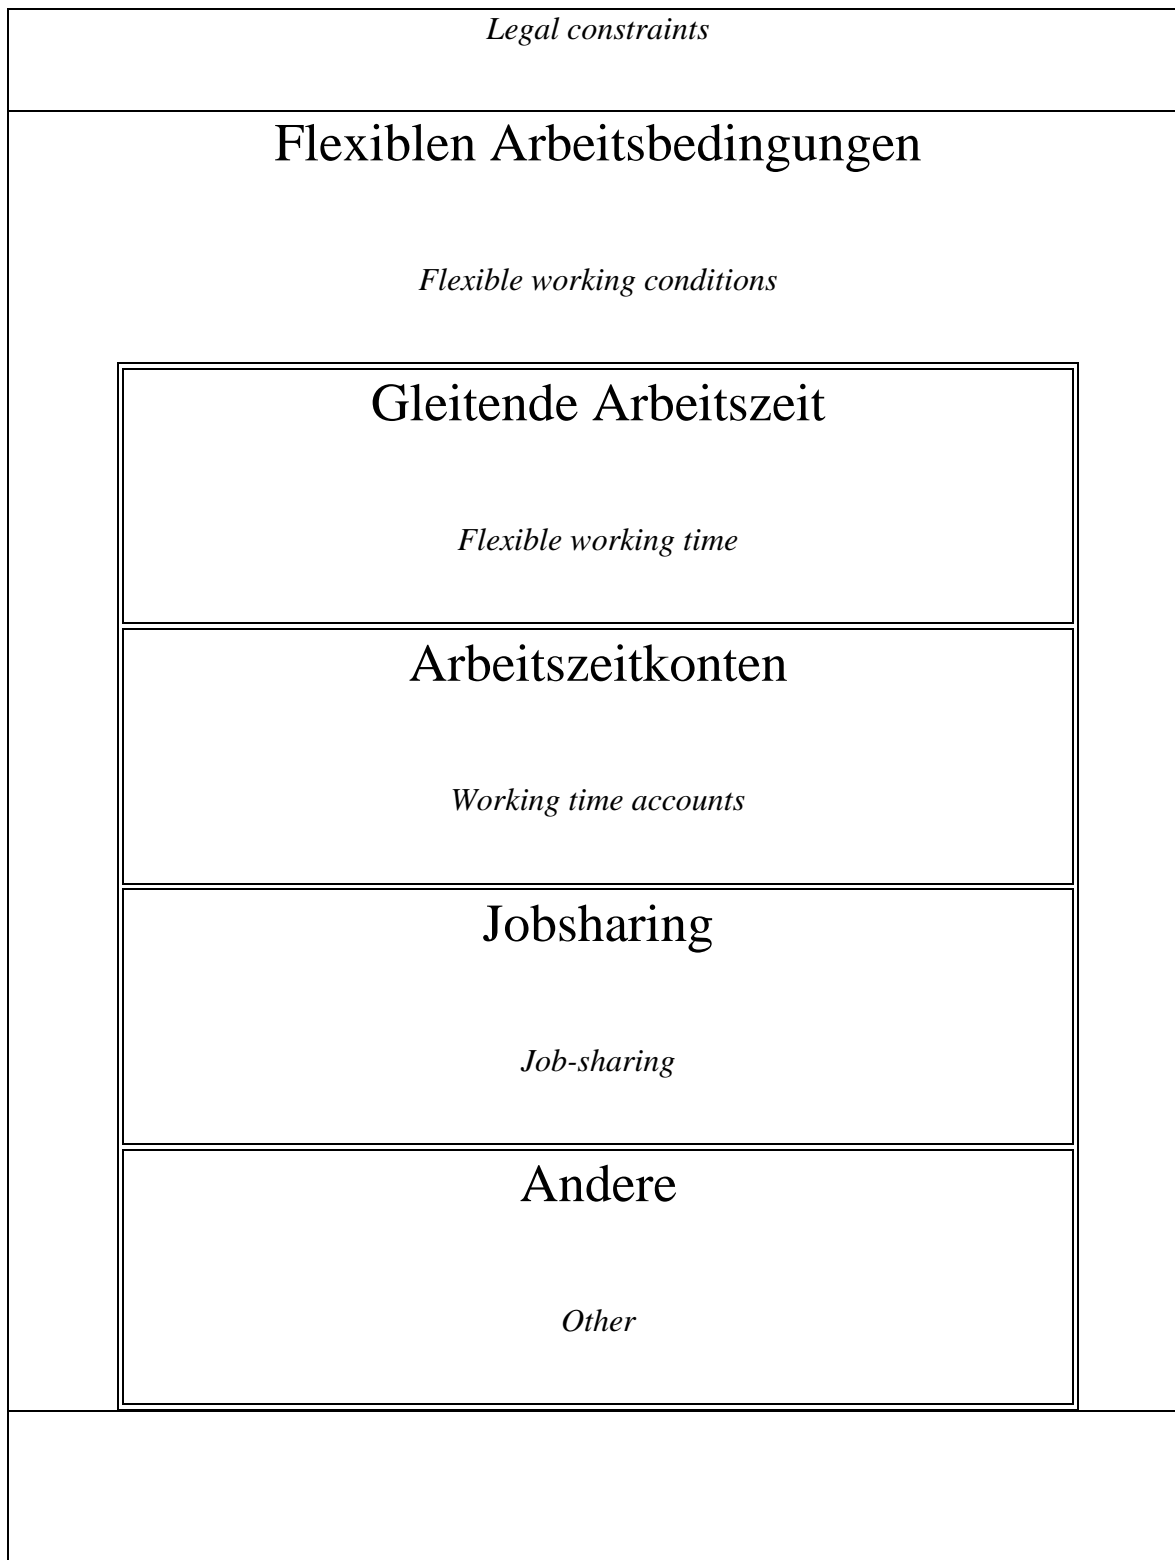 Legal constraints
Flexiblen Arbeitsbedingungen
Flexible working conditions
Gleitende Arbeitszeit
Flexible working time
Arbeitszeitkonten
Working time accounts
Jobsharing
Job-sharing
Andere
Other